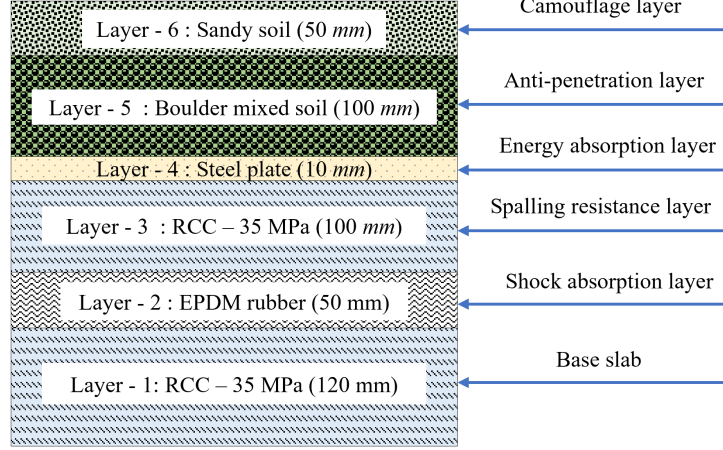 Camouflage layer
Layer - 6 : Sandy soil (50 mm)
Anti-penetration layer
Layer - 5 : Boulder mixed soil (100 mm)
Energy absorption layer
Layer - 4 : Steel plate (10 mm)
Spalling resistance layer
Layer - 3 : RCC – 35 MPa (100 mm)
Shock absorption layer
Layer - 2 : EPDM rubber (50 mm)
Base slab
Layer - 1: RCC – 35 MPa (120 mm)